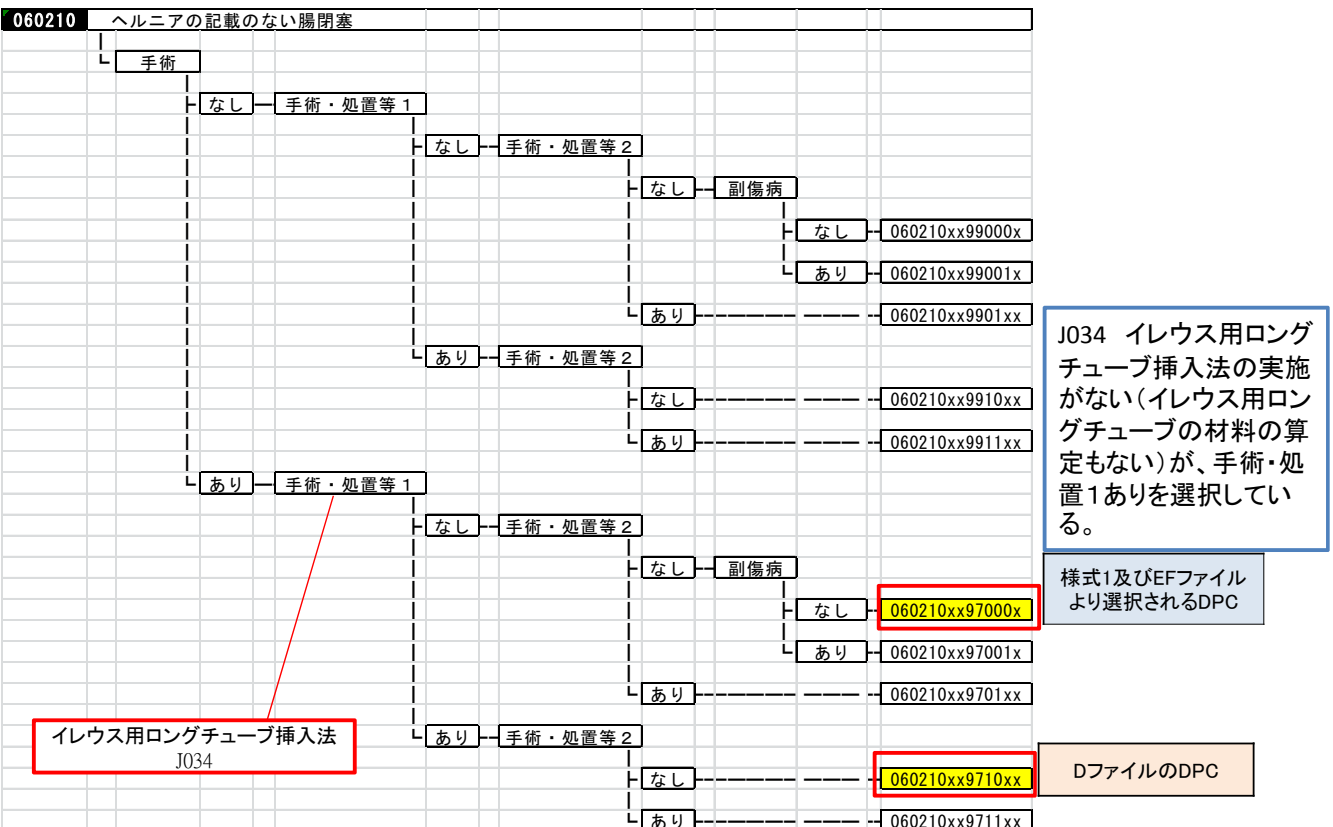 060210 ヘルニアの記載のない腸閉塞
手術
なし 手術・処置等1
なし 手術・処置等2
なし 副傷病
なし 060210xx99000x
あり 060210xx99001x
あり 060210xx9901xx
あり 手術・処置等2
なし 060210xx9910xx
あり 060210xx9911xx
あり 手術・処置等1
なし 手術・処置等2
なし 副傷病
なし 060210xx97000x
あり 060210xx97001x
あり 060210xx9701xx
あり 手術・処置等2
なし 060210xx9710xx
あり 060210xx9711xx
イレウス用ロングチューブ挿入法
J034
J034 イレウス用ロング
チューブ挿入法の実施
がない(イレウス用ロン
グチューブの材料の算
定もない)が、手術・処
置1ありを選択してい
る。
様式1及びEFファイル
より選択されるDPC
DファイルのDPC